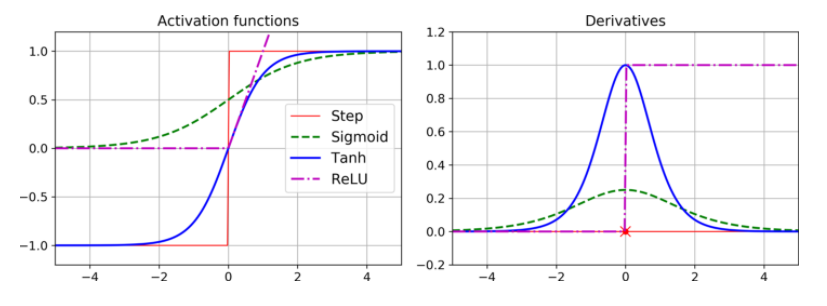 Activation functions
1.0
0.5
0.0
−0.5
−1.0
−4 −2 0 2 4
Step
Sigmoid
Tanh
ReLU
Derivatives
1.2
1.0
0.8
0.6
0.4
0.2
0.0
−0.2
−4 −2 0 2 4